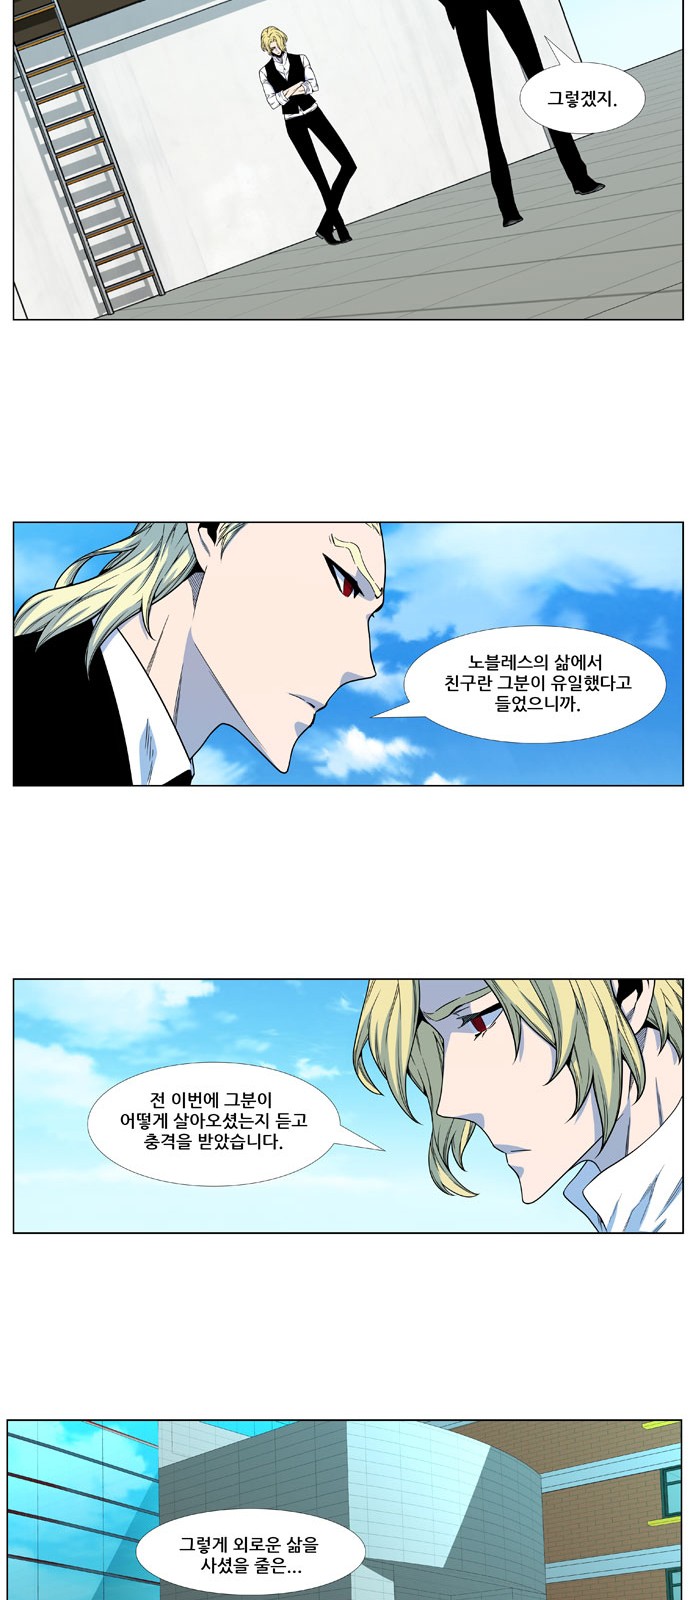 그렇겠지.
노블레스의 삶에서
친구란 그분이 유일했다고
들었으니까.
전 이번에 그분이
어떻게 살아오셨는지 듣고
충격을 받았습니다.
그렇게 외로운 삶을
사셨을 줄은...